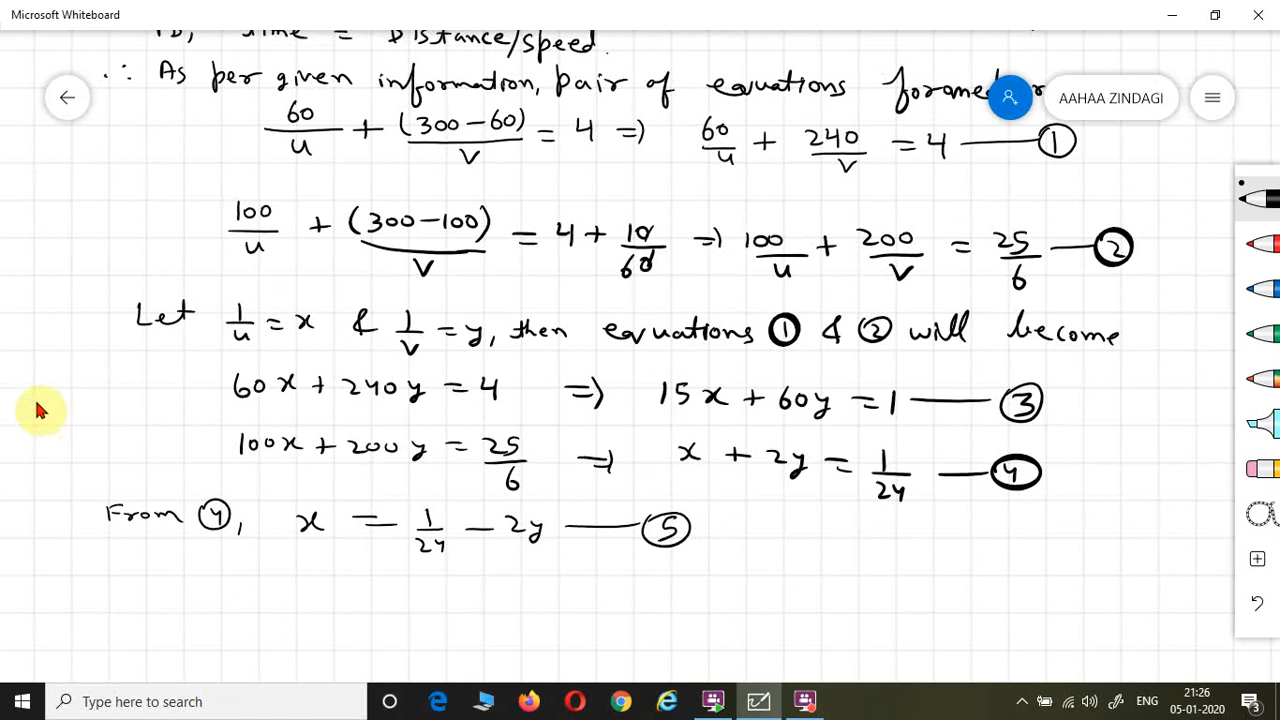 Microsoft Whiteboard
time = Distance/speed.
∴ As per given information, pair of equations
60/u + (300-60)/v = 4 => 60/u + 240/v = 4 — ①
AAHAA ZINDAGI
100/u + (300-100)/v = 4 + 10/60 => 100/u + 200/v = 25/6 — ②
Let 1/u = x & 1/v = y, then equations ① & ② will become
60x + 240y = 4 => 15x + 60y = 1 — ③
100x + 200y = 25/6 => x + 2y = 1/24 — ④
From ④, x = 1/24 - 2y — ⑤
Type here to search
ENG
21:26
05-01-2020
3